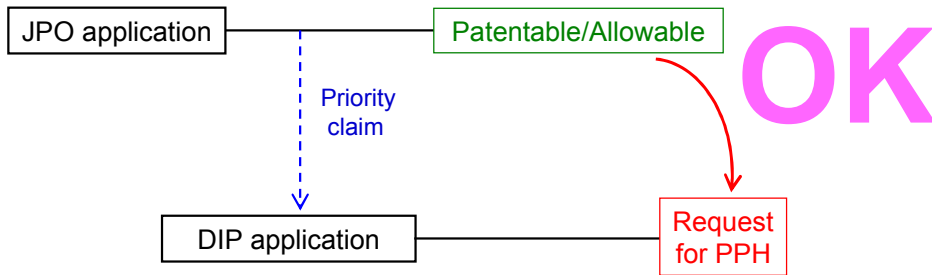 JPO application
Patentable/Allowable
OK
Priority
claim
DIP application
Request
for PPH